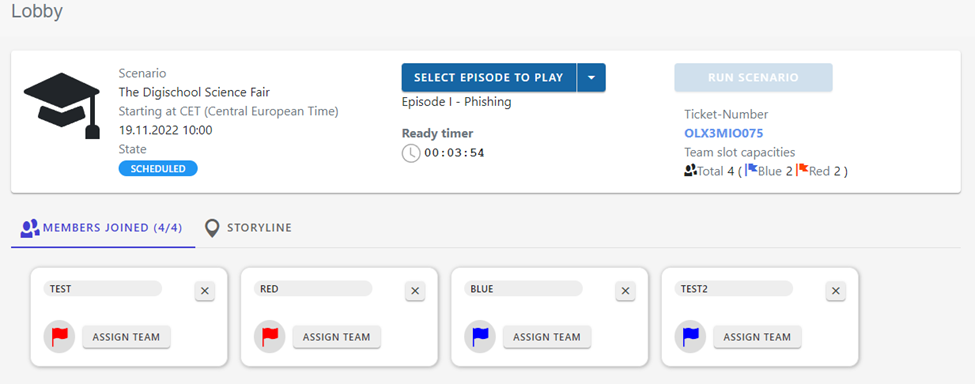 Lobby
Scenario
The Digischool Science Fair
Starting at CET (Central European Time)
19.11.2022 10:00
State
SCHEDULED
SELECT EPISODE TO PLAY
Episode I - Phishing
Ready timer
00:03:54
RUN SCENARIO
Ticket-Number
OLX3MIO075
Team slot capacities
Total 4 ( Blue 2 Red 2 )
MEMBERS JOINED (4/4)
STORYLINE
TEST
ASSIGN TEAM
RED
ASSIGN TEAM
BLUE
ASSIGN TEAM
TEST2
ASSIGN TEAM